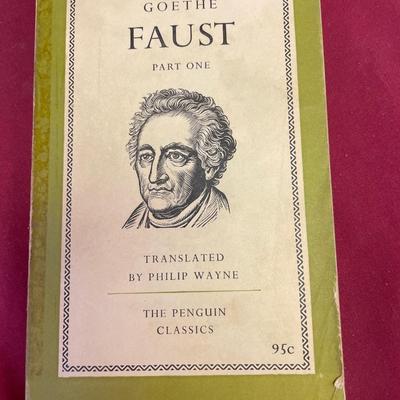 GOETHE
FAUST
PART ONE
TRANSLATED
BY PHILIP WAYNE
THE PENGUIN
CLASSICS
95c